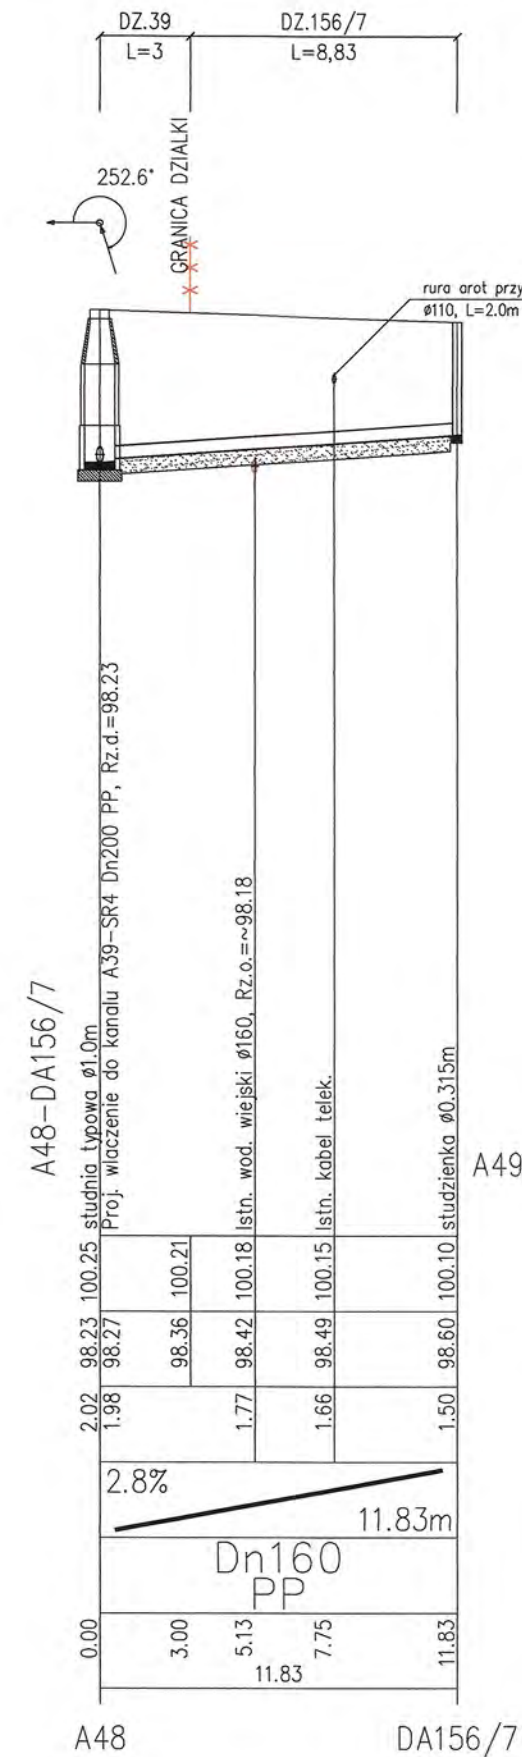 DZ.39 DZ.156/7
L=3 L=8,83
GRANICA DZIALKI
252.6°
rura arot przy
ø110, L=2.0m
A48-DA156/7
studnia typowa ø1.0m
Proj. wlaczenie do kanalu A39-SR4 Dn200 PP, Rz.d.=98.23
Istn. wod. wiejski ø160, Rz.o.=~98.18
Istn. kabel telek.
studzienka ø0.315m
A49
100.25 100.21 100.18 100.15 100.10
98.23 98.27 98.36 98.42 98.49 98.60
2.02 1.98 1.77 1.66 1.50
2.8%
11.83m
Dn160
PP
0.00 3.00 5.13 7.75 11.83
11.83
A48 DA156/7